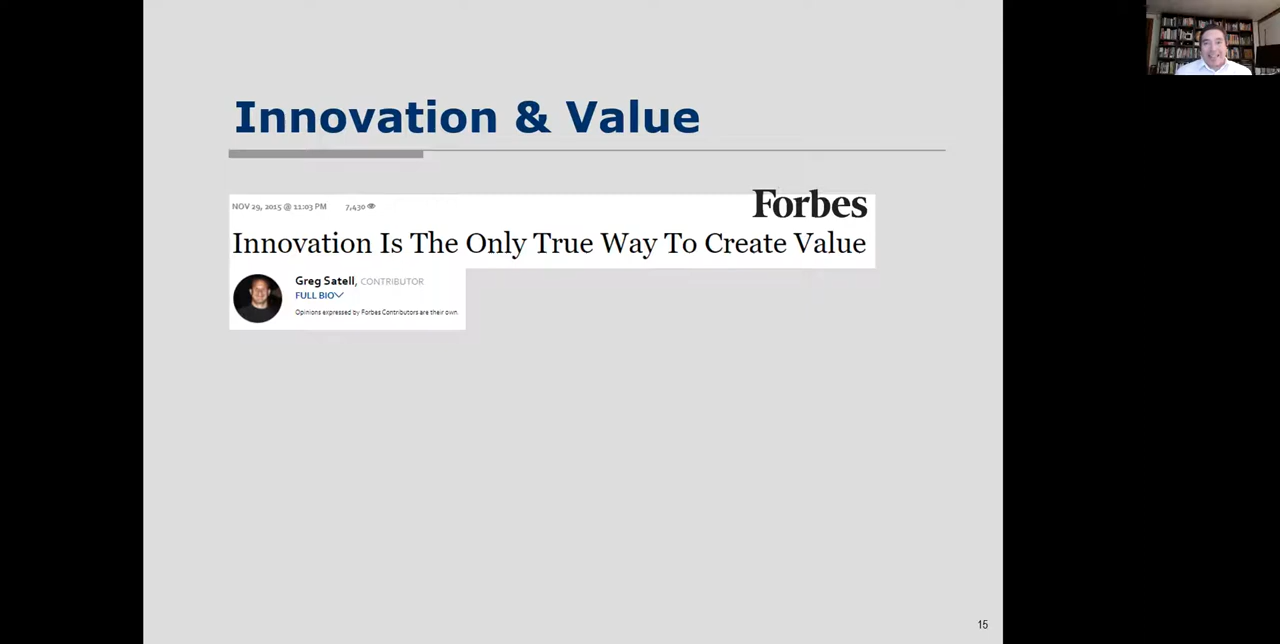 Innovation & Value
Forbes
NOV 29, 2015 @ 11:03 PM 7,430
Innovation Is The Only True Way To Create Value
Greg Satell, CONTRIBUTOR
FULL BIO
Opinions expressed by Forbes Contributors are their own.
15